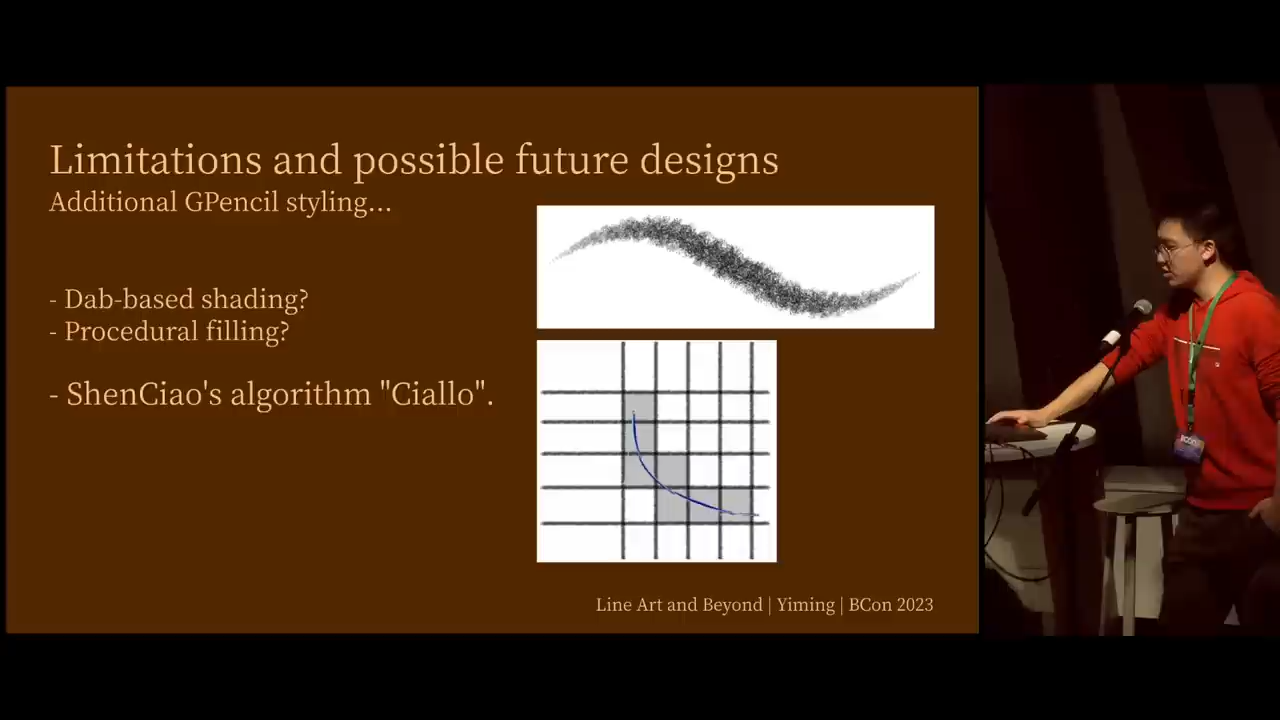 Limitations and possible future designs
Additional GPencil styling...
- Dab-based shading?
- Procedural filling?
- ShenCiao's algorithm "Ciallo".
Line Art and Beyond | Yiming | BCon 2023